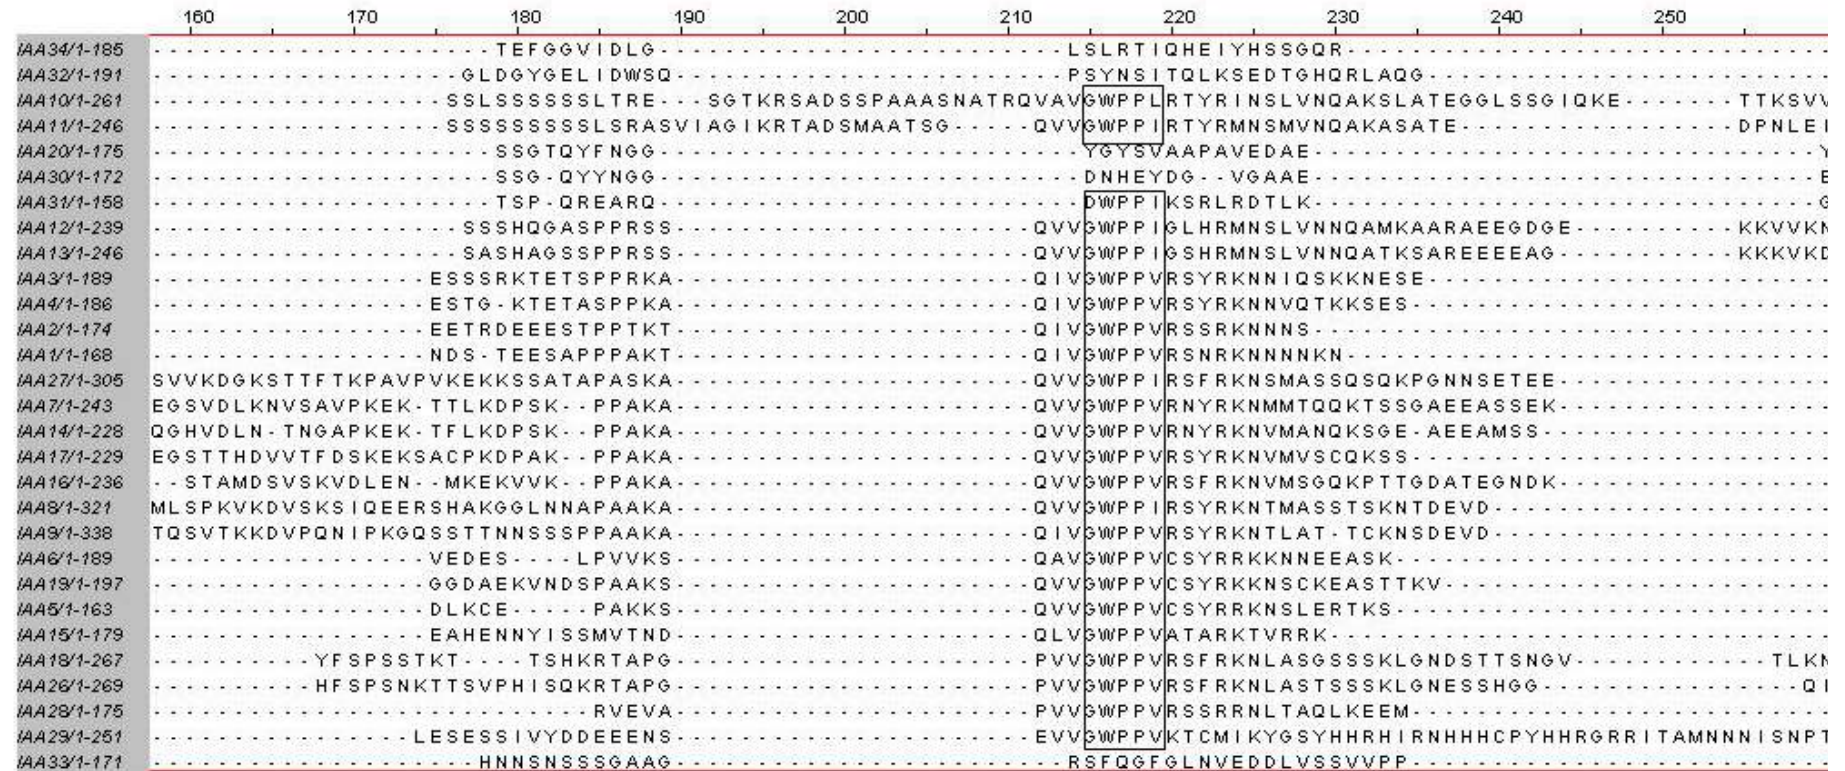 160 170 180 190 200 210 220 230 240 250
IAA34/1-185 TEFGGVIDLG LSLRTIQHEIYHSSGQR
IAA32/1-191 GLDGYGELIDWSQ PSYNSITQLKSEDTGHQRLAQG
IAA10/1-261 SSLSSSSSSLTRE---SGTKRSADSSPAAASNATRQVAVGWPPLRTYRINSLVNQAKSLATEGGLSSGIQKE-------TTKSVV
IAA11/1-246 SSSSSSSSSLSRASVIAGIKRTADSMAATSG-----QVVGWPPIRTYRMNSMVNQAKASATE DPNLEI
IAA20/1-175 SSGTQYFNGG YGYSVAAPAVEDAE Y
IAA30/1-172 SSG-QYYNGG DNHEYDG--VGAAE E
IAA31/1-158 TSP-QREARQ DWPPIKSRLRDTLK G
IAA12/1-239 SSSHQGASPPRSS QVVGWPPIGLHRMNSLVNNQAMKAARAEEGDGE KKVVKN
IAA13/1-246 SASHAGSSPPRSS QVVGWPPIGSHRMNSLVNNQATKSAREEEEAG KKKVKD
IAA3/1-189 ESSSRKTETSPPRKA QIVGWPPVRSYRKNNIQSKKNESE
IAA4/1-186 ESTG-KTETASPPKA QIVGWPPVRSYRKNNVQTKKSES
IAA2/1-174 EETRDEEESTPPTKT QIVGWPPVRSSRKNNNS
IAA1/1-168 NDS-TEESAPPPAKT QIVGWPPVRSNRKNNNNKN
IAA27/1-305 SVVKDGKSTTFTKPAVPVKEKKSSATAPASKA QVVGWPPIRSFRKNSMASSQSQKPGNNSETEE
IAA7/1-243 EGSVDLKNVSAVPKEK-TTLKDPSK--PPAKA QVVGWPPVRNYRKNMMTQQKTSSGAEEASSEK
IAA14/1-228 QGHVDLN-TNGAPKEK-TFLKDPSK--PPAKA QVVGWPPVRNYRKNVMANQKSGE-AEEAMSS
IAA17/1-229 EGSTTHDVVTFDSKEKSACPKDPAK--PPAKA QVVGWPPVRSYRKNVMVSCQKSS
IAA16/1-236 --STAMDSVSKVDLEN--MKEKVVK--PPAKA QVVGWPPVRSFRKNVMSGQKPTTGDATEGNDK
IAA8/1-321 MLSPKVKDVSKSIQEERSHAKGGLNNAPAAKA QVVGWPPIRSYRKNTMASSTSKNTDEVD
IAA9/1-338 TQSVTKKDVPQNIPKGQSSTTNNSSSPPAAKA QIVGWPPVRSYRKNTLAT-TCKNSDEVD
IAA6/1-189 VEDES----LPVVKS QAVGWPPVCSYRRKKNNEEASK
IAA19/1-197 GGDAEKVNDSPAAKS QVVGWPPVCSYRKKNSCKEASTTKV
IAA5/1-163 DLKCE-----PAKKS QVVGWPPVCSYRRKNSLERTKS
IAA15/1-179 EAHENNYISSMVTND QLVGWPPVATARKTVRRK
IAA18/1-267 YFSPSSTKT----TSHKRTAPG PVVGWPPVRSFRKNLASGSSSKLGNDSTTSNGV TLKN
IAA26/1-269 HFSPSNKTTSVPHISQKRTAPG PVVGWPPVRSFRKNLASTSSSKLGNESSHGG QI
IAA28/1-175 RVEVA PVVGWPPVRSSRRNLTAQLKEEM
IAA29/1-251 LESESSIVYDDEEENS EVVGWPPVKTCMIKYGSYHHRHIRNHHHCPYHHRGRRITAMNNNISNPT
IAA33/1-171 HNNSNSSSGAAG RSFQGFGLNVEDDLVSSVVPP